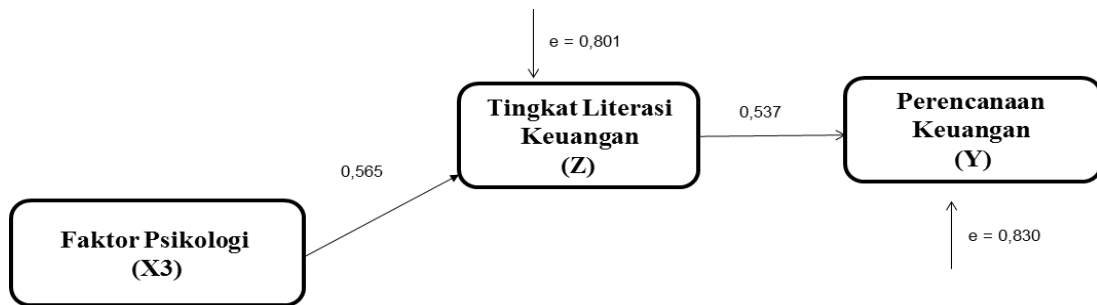 e = 0,801
Tingkat Literasi
Keuangan
(Z)
0,537
Perencanaan
Keuangan
(Y)
0,565
Faktor Psikologi
(X3)
e = 0,830